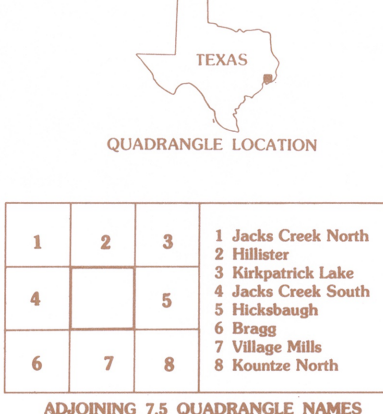 TEXAS
QUADRANGLE LOCATION
1 2 3
4 5
6 7 8
1 Jacks Creek North
2 Hillister
3 Kirkpatrick Lake
4 Jacks Creek South
5 Hicksbaugh
6 Bragg
7 Village Mills
8 Kountze North
ADJOINING 7.5 QUADRANGLE NAMES